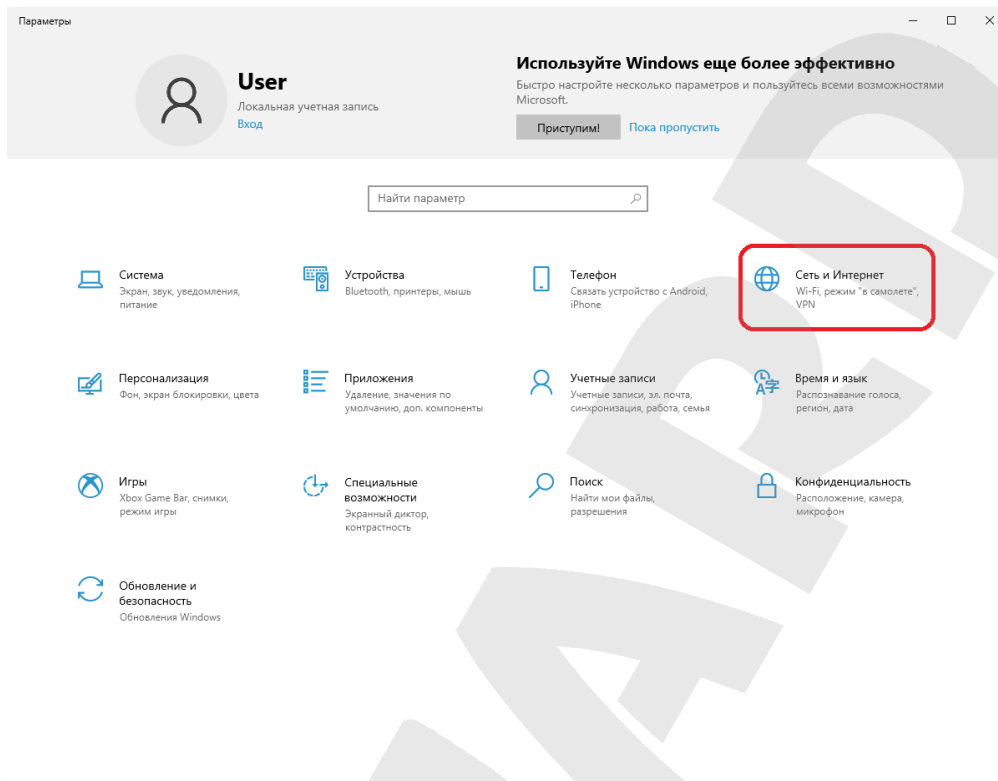 Параметры
User
Локальная учетная запись
Вход
Используйте Windows еще более эффективно
Быстро настройте несколько параметров и пользуйтесь всеми возможностями
Microsoft.
Приступим!
Пока пропустить
Найти параметр
Система
Экран, звук, уведомления,
питание
Устройства
Bluetooth, принтеры, мышь
Телефон
Связать устройство с Android,
iPhone
Сеть и Интернет
Wi-Fi, режим "в самолете",
VPN
Персонализация
Фон, экран блокировки, цвета
Приложения
Удаление, значения по
умолчанию, доп. компоненты
Учетные записи
Учетные записи, эл. почта,
синхронизация, работа, семья
Время и язык
Распознавание голоса,
регион, дата
Игры
Xbox Game Bar, снимки,
режим игры
Специальные
возможности
Экранный диктор,
контрастность
Поиск
Найти мои файлы,
разрешения
Конфиденциальность
Расположение, камера,
микрофон
Обновление и
безопасность
Обновления Windows